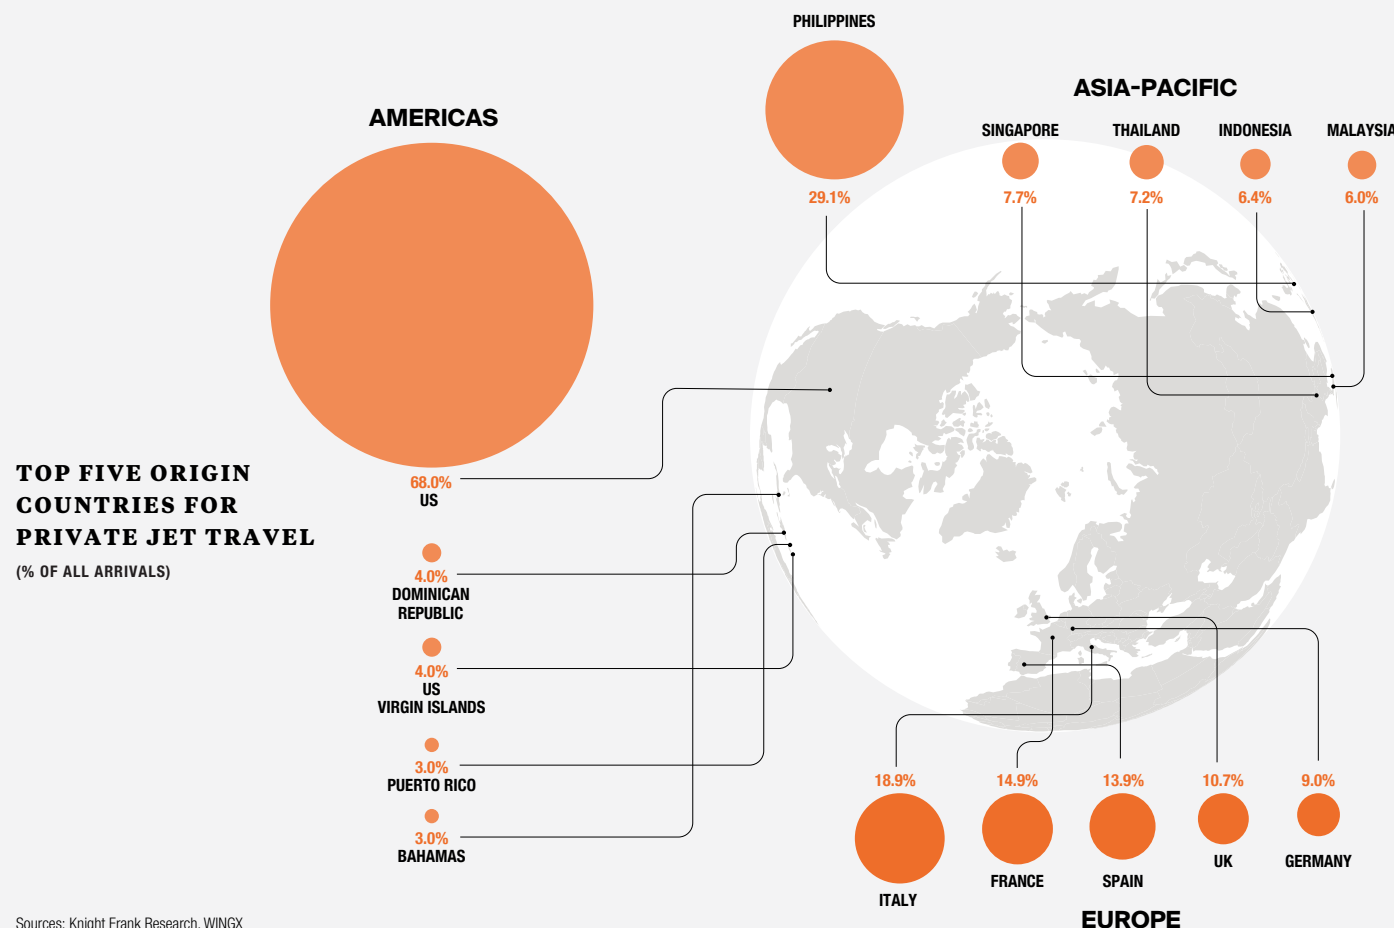 TOP FIVE ORIGIN
COUNTRIES FOR
PRIVATE JET TRAVEL
(% OF ALL ARRIVALS)
AMERICAS
68.0%
US
4.0%
DOMINICAN
REPUBLIC
4.0%
US
VIRGIN ISLANDS
3.0%
PUERTO RICO
3.0%
BAHAMAS
ASIA-PACIFIC
PHILIPPINES
29.1%
SINGAPORE
7.7%
THAILAND
7.2%
INDONESIA
6.4%
MALAYSIA
6.0%
18.9%
ITALY
14.9%
FRANCE
13.9%
SPAIN
10.7%
UK
9.0%
GERMANY
EUROPE
Sources: Knight Frank Research, WINGX